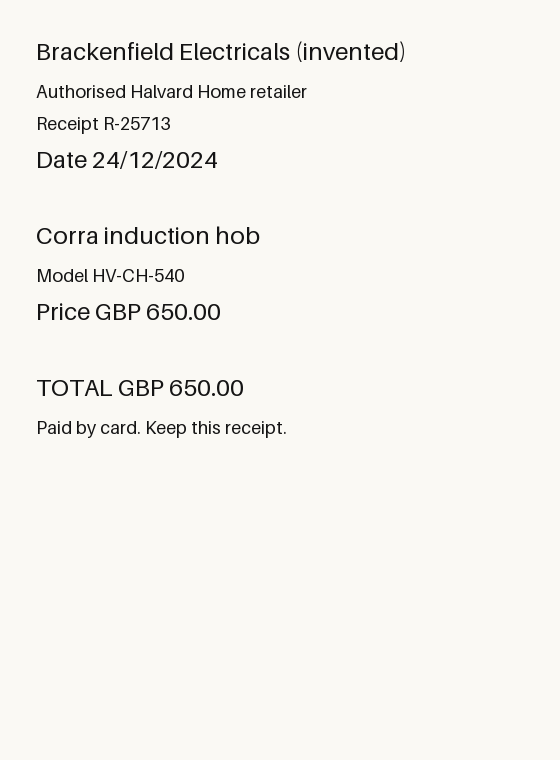 Brackenfield Electricals (invented)
Authorised Halvard Home retailer
Receipt R-25713
Date 24/12/2024
Corra induction hob
Model HV-CH-540
Price GBP 650.00
TOTAL GBP 650.00
Paid by card. Keep this receipt.